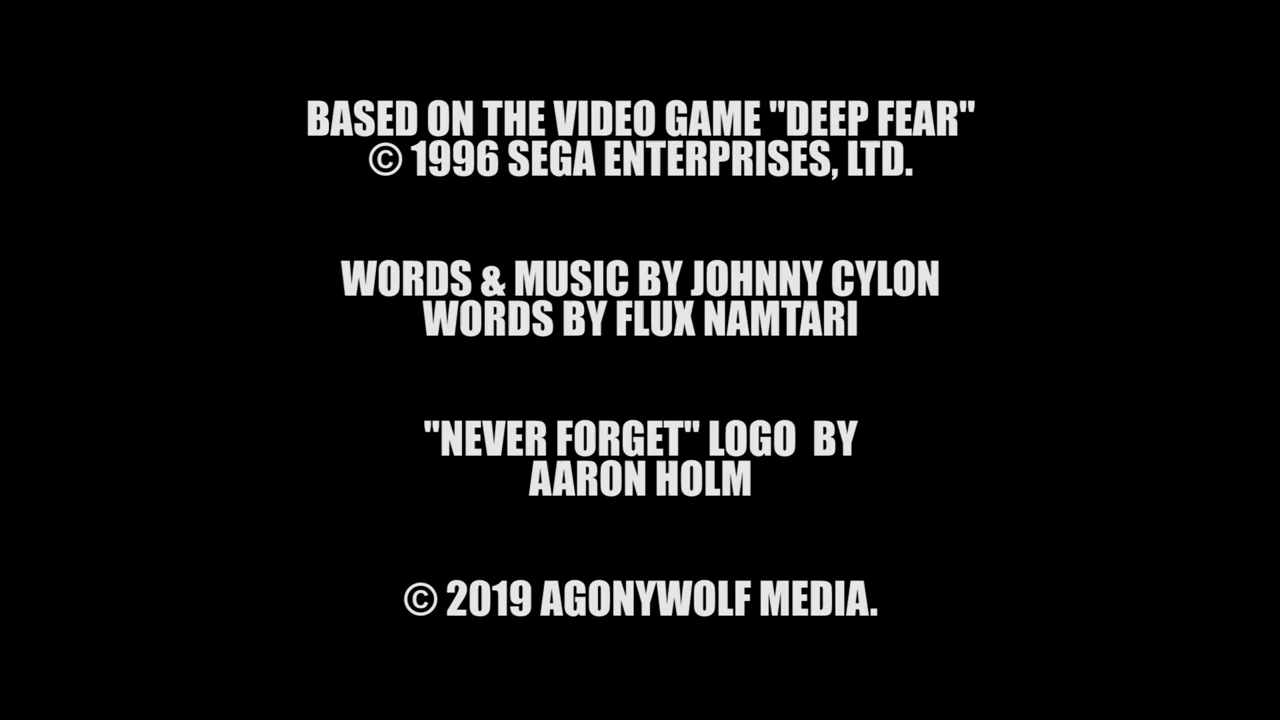 BASED ON THE VIDEO GAME "DEEP FEAR"
© 1996 SEGA ENTERPRISES, LTD.
WORDS & MUSIC BY JOHNNY CYLON
WORDS BY FLUX NAMTARI
"NEVER FORGET" LOGO  BY
AARON HOLM
© 2019 AGONYWOLF MEDIA.